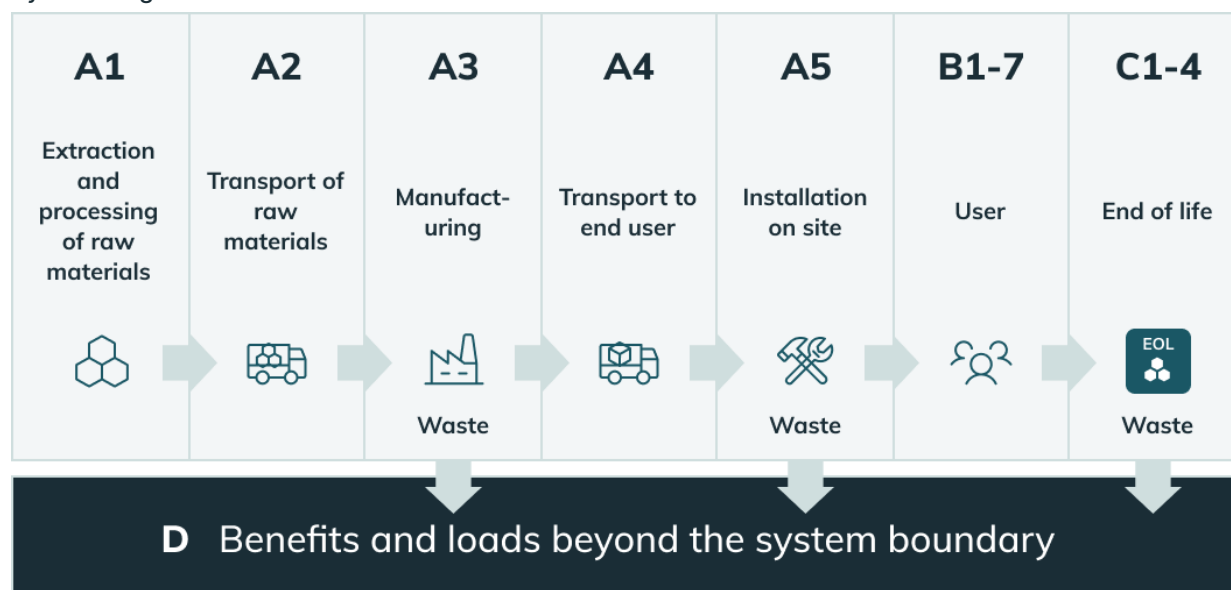 A1
A2
A3
A4
A5
B1-7
C1-4
Extraction
and
processing
of raw
materials
Transport of
raw
materials
Manufact-
uring
Transport to
end user
Installation
on site
User
End of life
EOL
Waste
Waste
Waste
D Benefits and loads beyond the system boundary